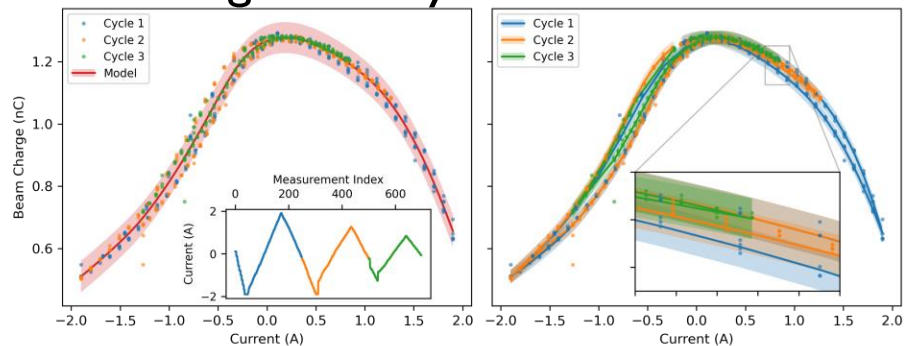 Cycle 1
Cycle 2
Cycle 3
Model
Beam Charge (nC)
1.2
1.0
0.8
0.6
Measurement Index
0 200 400 600
Current (A)
2
0
−2
−2.0 −1.5 −1.0 −0.5 0.0 0.5 1.0 1.5 2.0
Current (A)
Cycle 1
Cycle 2
Cycle 3
−2.0 −1.5 −1.0 −0.5 0.0 0.5 1.0 1.5 2.0
Current (A)